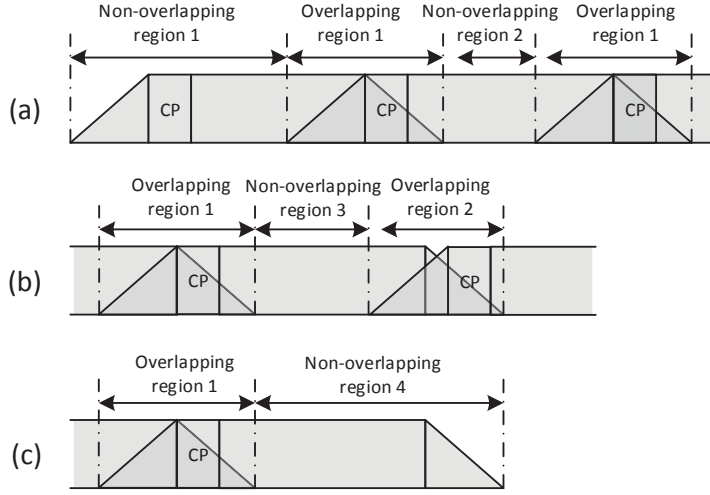 Non-overlapping Overlapping Non-overlapping Overlapping
region 1 region 1 region 2 region 1
(a) CP CP CP
Overlapping Non-overlapping Overlapping
region 1 region 3 region 2
(b) CP CP
Overlapping Non-overlapping
region 1 region 4
(c) CP